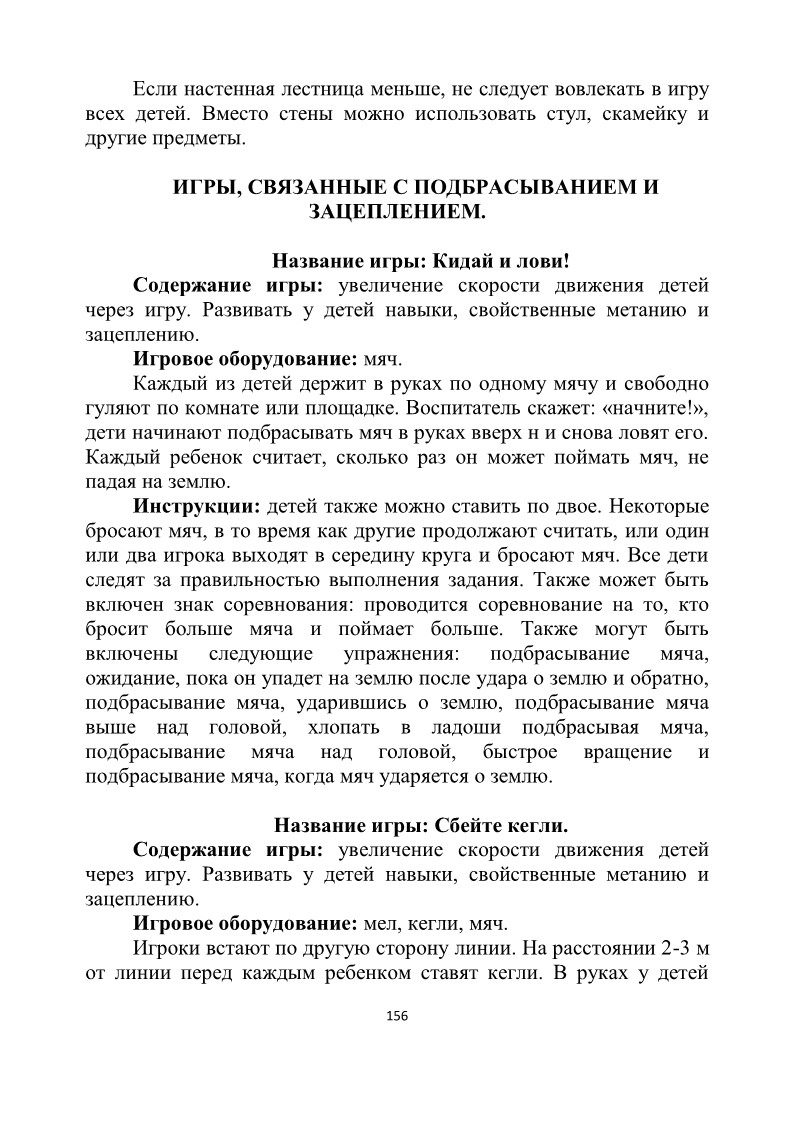 Если настенная лестница меньше, не следует вовлекать в игру
всех детей. Вместо стены можно использовать стул, скамейку и
другие предметы.
ИГРЫ, СВЯЗАННЫЕ С ПОДБРАСЫВАНИЕМ И
ЗАЦЕПЛЕНИЕМ.
Название игры: Кидай и лови!
Содержание игры: увеличение скорости движения детей
через игру. Развивать у детей навыки, свойственные метанию и
зацеплению.
Игровое оборудование: мяч.
Каждый из детей держит в руках по одному мячу и свободно
гуляют по комнате или площадке. Воспитатель скажет: «начните!»,
дети начинают подбрасывать мяч в руках вверх н и снова ловят его.
Каждый ребенок считает, сколько раз он может поймать мяч, не
падая на землю.
Инструкции: детей также можно ставить по двое. Некоторые
бросают мяч, в то время как другие продолжают считать, или один
или два игрока выходят в середину круга и бросают мяч. Все дети
следят за правильностью выполнения задания. Также может быть
включен знак соревнования: проводится соревнование на то, кто
бросит больше мяча и поймает больше. Также могут быть
включены следующие упражнения: подбрасывание мяча,
ожидание, пока он упадет на землю после удара о землю и обратно,
подбрасывание мяча, ударившись о землю, подбрасывание мяча
выше над головой, хлопать в ладоши подбрасывая мяча,
подбрасывание мяча над головой, быстрое вращение и
подбрасывание мяча, когда мяч ударяется о землю.
Название игры: Сбейте кегли.
Содержание игры: увеличение скорости движения детей
через игру. Развивать у детей навыки, свойственные метанию и
зацеплению.
Игровое оборудование: мел, кегли, мяч.
Игроки встают по другую сторону линии. На расстоянии 2-3 м
от линии перед каждым ребенком ставят кегли. В руках у детей
156